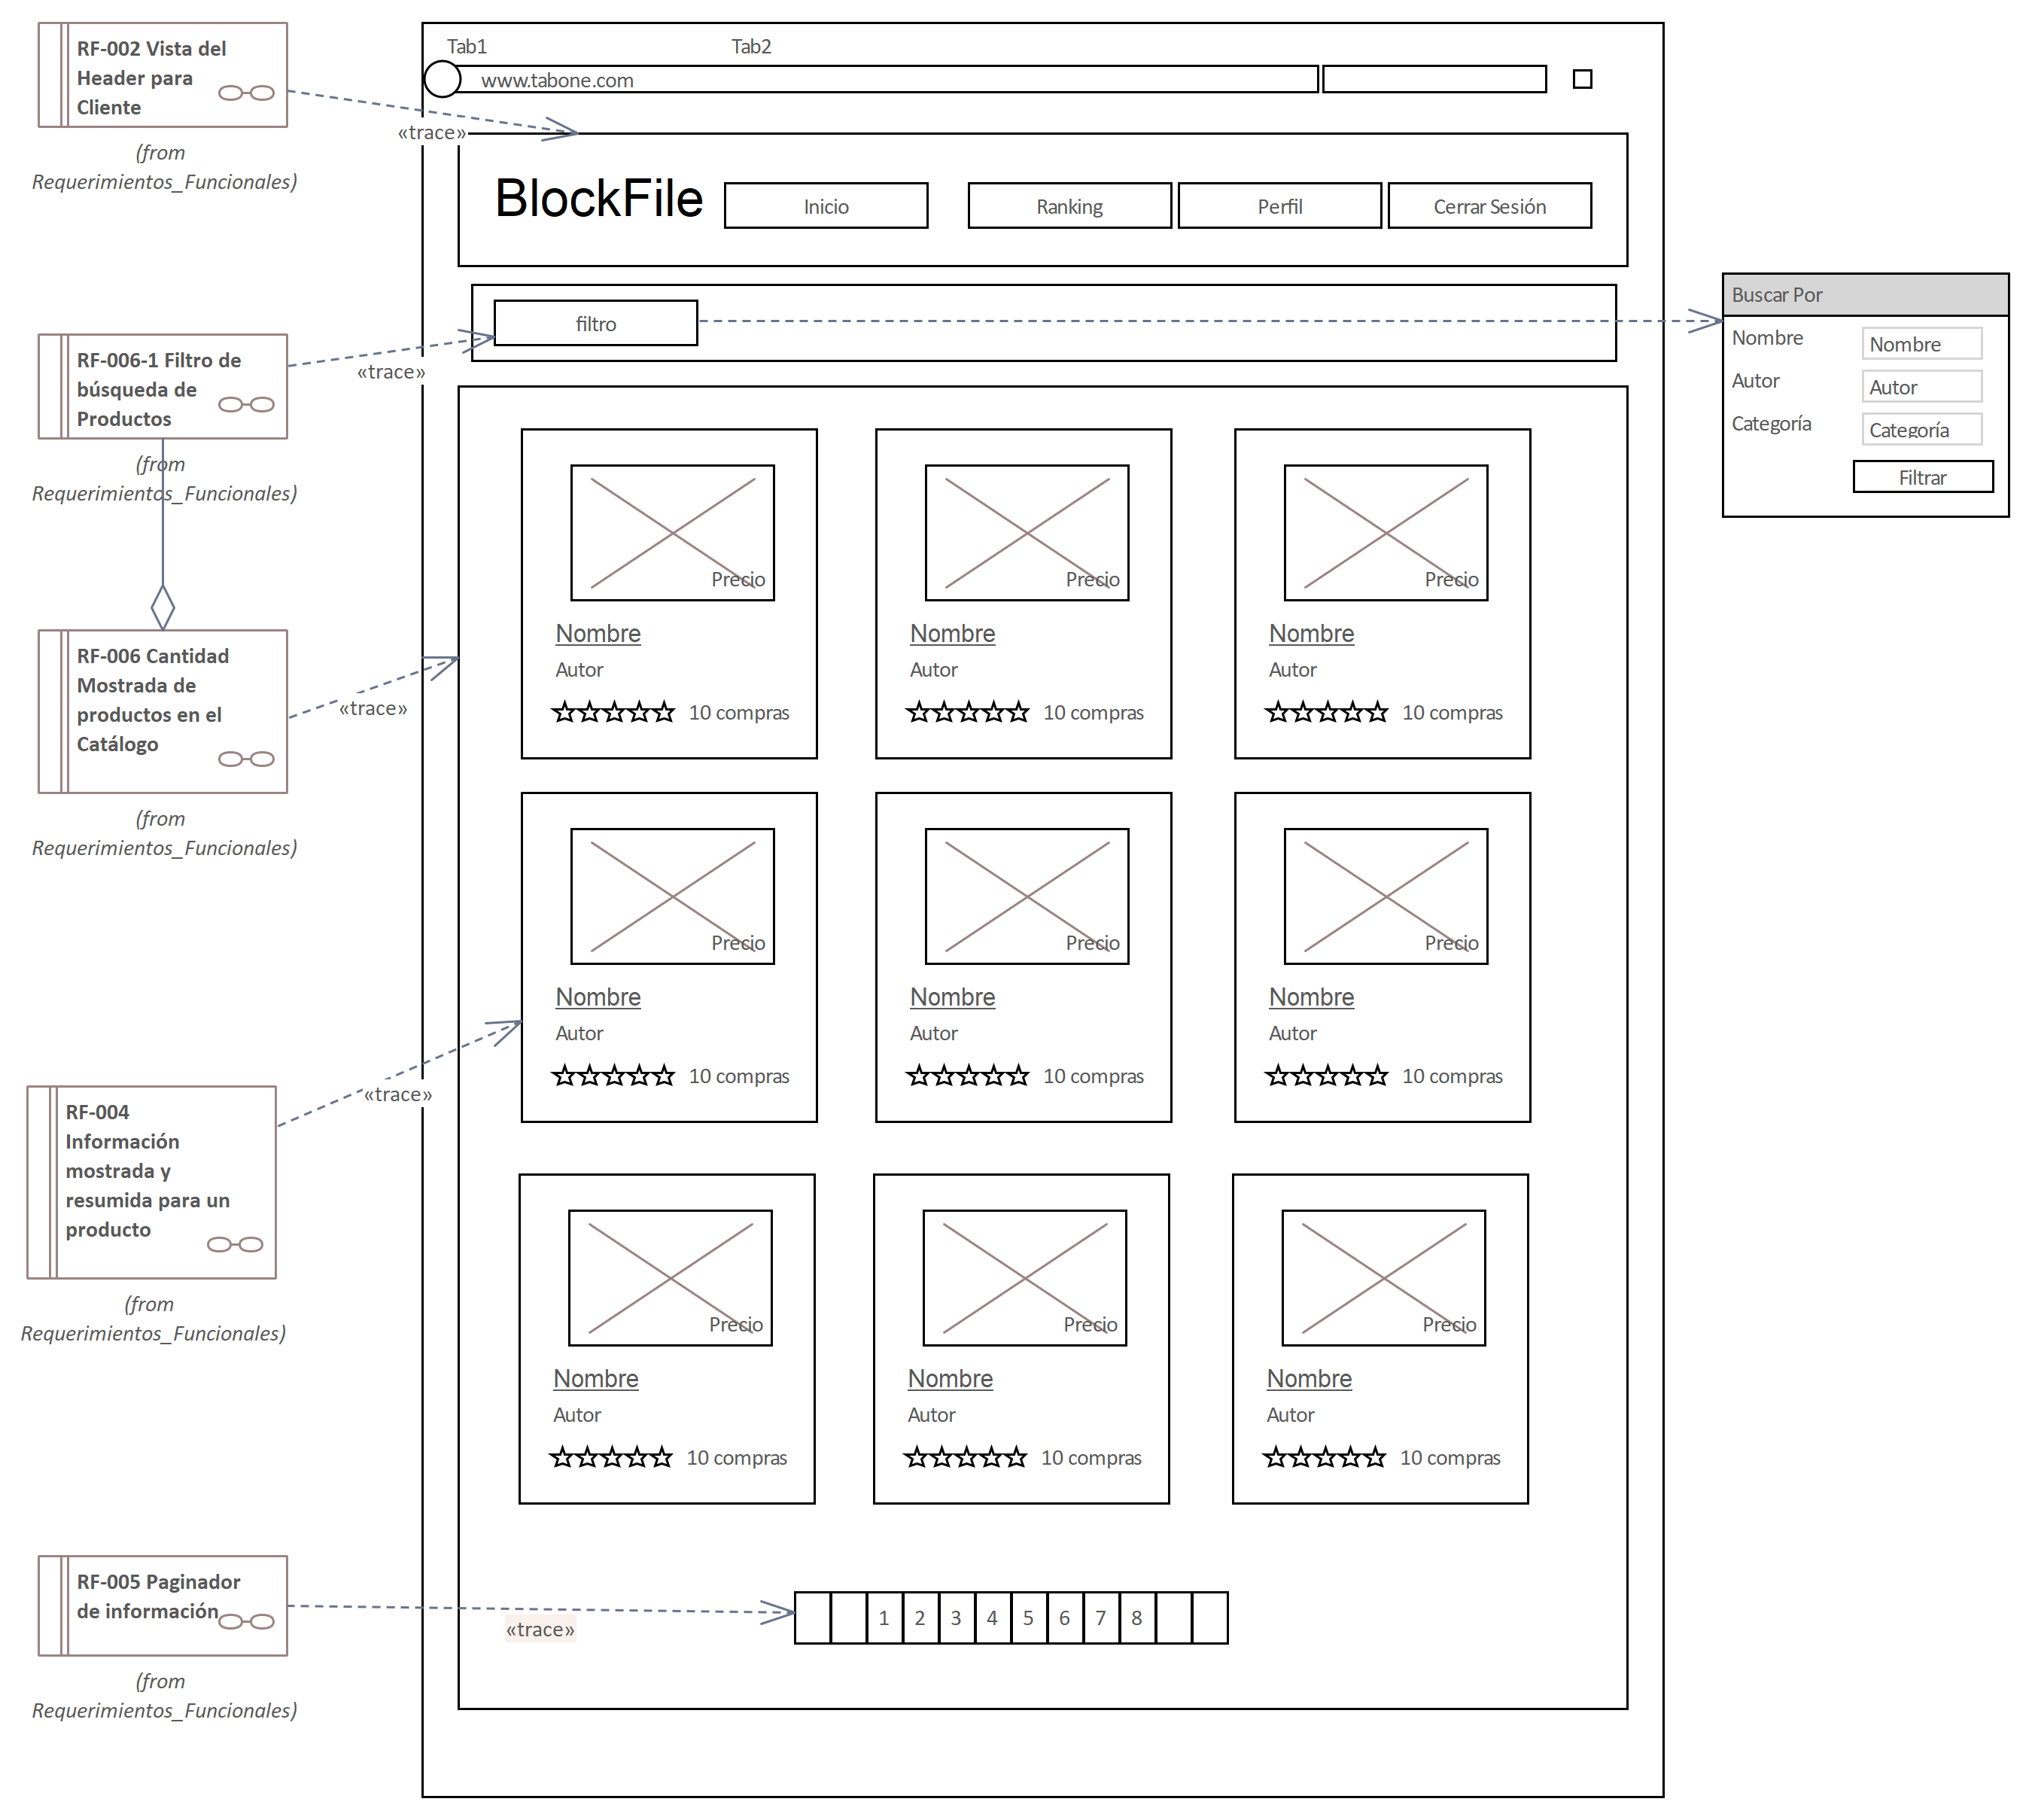 RF-002 Vista del
Header para
Cliente
(from
Requerimientos_Funcionales)
«trace»
Tab1
Tab2
www.tabone.com
BlockFile
Inicio
Ranking
Perfil
Cerrar Sesión
RF-006-1 Filtro de
búsqueda de
Productos
(from
Requerimientos_Funcionales)
«trace»
filtro
Buscar Por
Nombre
Nombre
Autor
Autor
Categoría
Categoría
Filtrar
RF-006 Cantidad
Mostrada de
productos en el
Catálogo
(from
Requerimientos_Funcionales)
«trace»
Precio
Nombre
Autor
10 compras
Precio
Nombre
Autor
10 compras
Precio
Nombre
Autor
10 compras
RF-004
Información
mostrada y
resumida para un
producto
(from
Requerimientos_Funcionales)
«trace»
Precio
Nombre
Autor
10 compras
Precio
Nombre
Autor
10 compras
Precio
Nombre
Autor
10 compras
Precio
Nombre
Autor
10 compras
Precio
Nombre
Autor
10 compras
Precio
Nombre
Autor
10 compras
RF-005 Paginador
de información
(from
Requerimientos_Funcionales)
«trace»
1 2 3 4 5 6 7 8